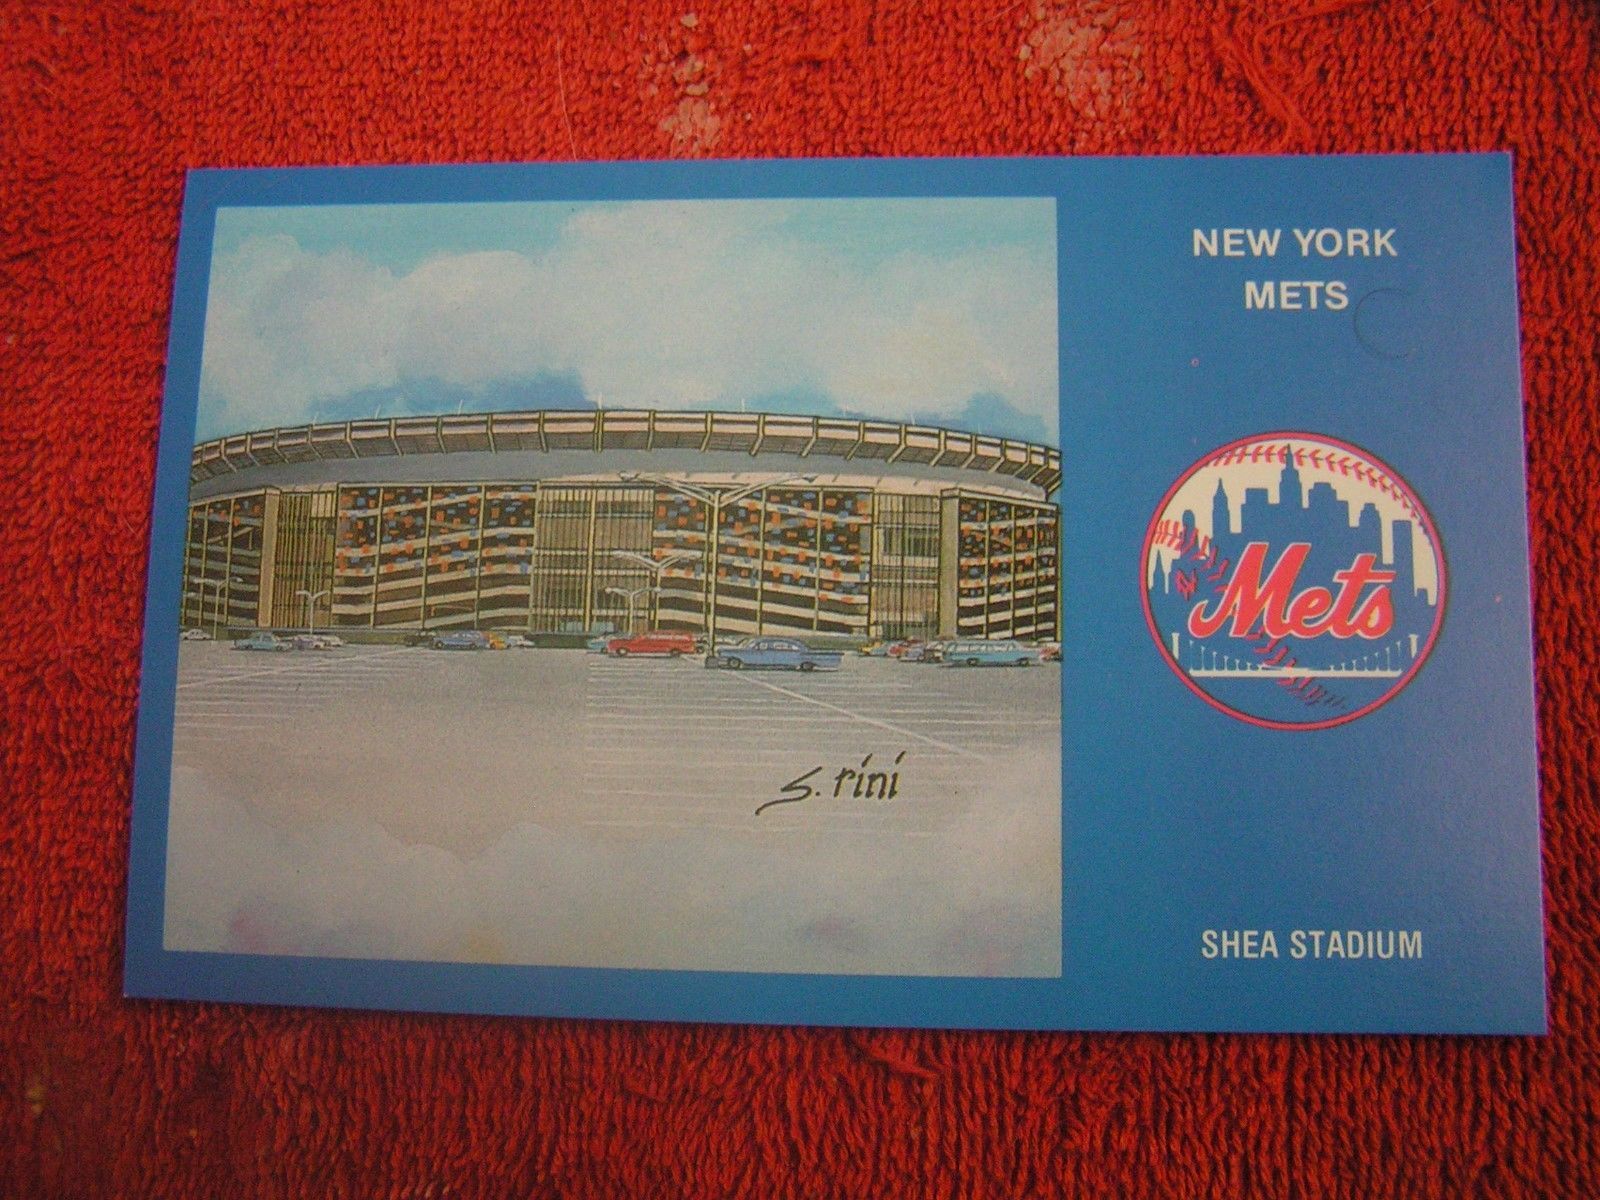 NEW YORK
METS
Mets
S. rini
SHEA STADIUM